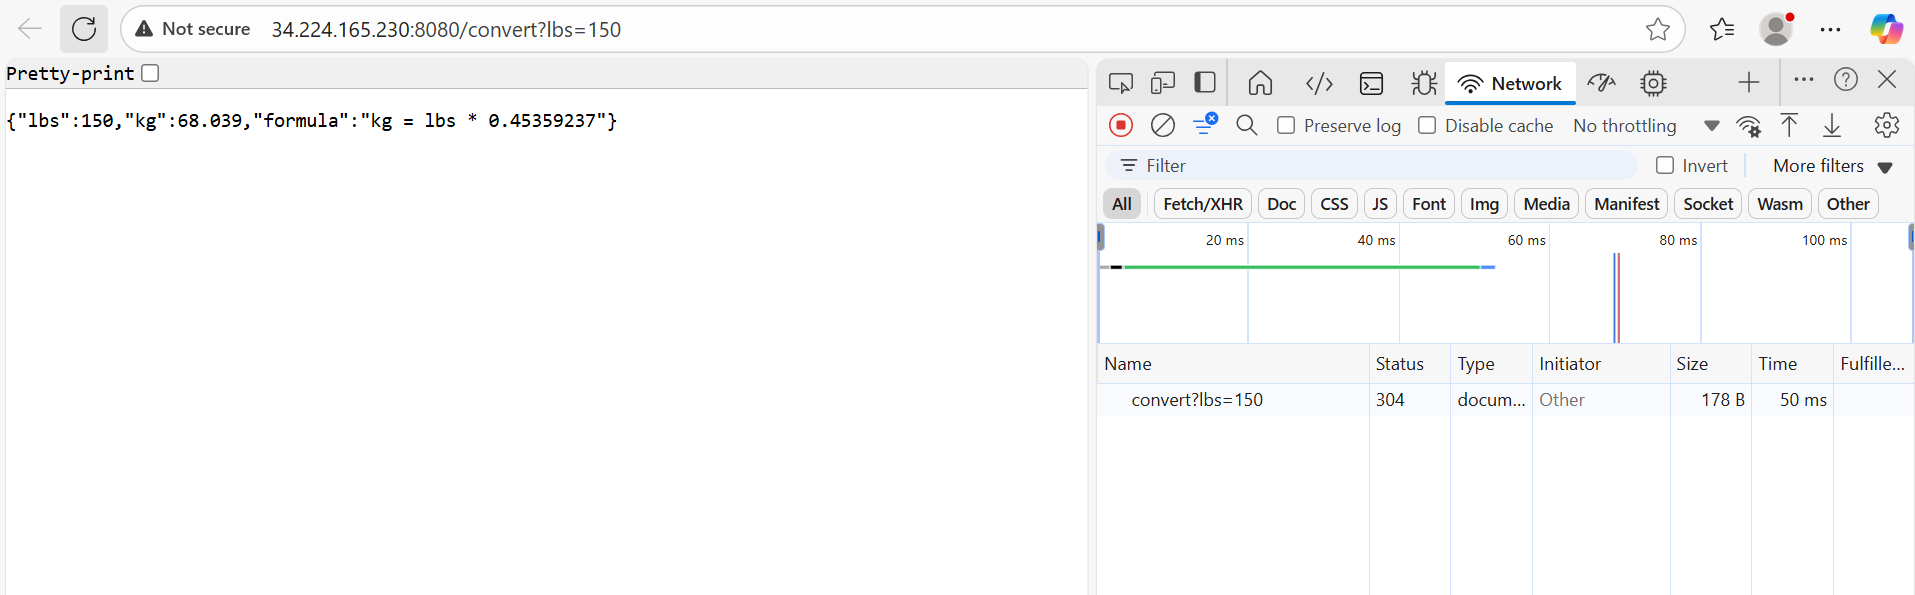 Not secure 34.224.165.230:8080/convert?lbs=150
Pretty-print
{"lbs":150,"kg":68.039,"formula":"kg = lbs * 0.45359237"}
Network
Preserve log Disable cache No throttling
Filter Invert More filters
All Fetch/XHR Doc CSS JS Font Img Media Manifest Socket Wasm Other
20 ms 40 ms 60 ms 80 ms 100 ms
Name Status Type Initiator Size Time Fulfille...
convert?lbs=150 304 docum... Other 178 B 50 ms